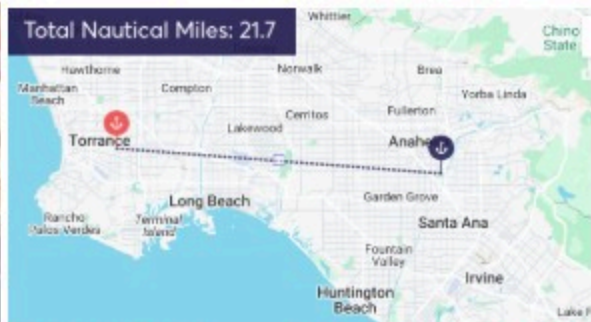 Total Nautical Miles: 21.7
Whittier
Chino
State
Hawthorne
Norwalk
Brea
Manhattan
Beach
Compton
Yorba Linda
Cerritos
Fullerton
Lakewood
Torrance
Anahe
Long Beach
Garden Grove
Rancho
Palos Verdes
Terminal
Island
Santa Ana
Fountain
Valley
Irvine
Huntington
Beach
Lake F